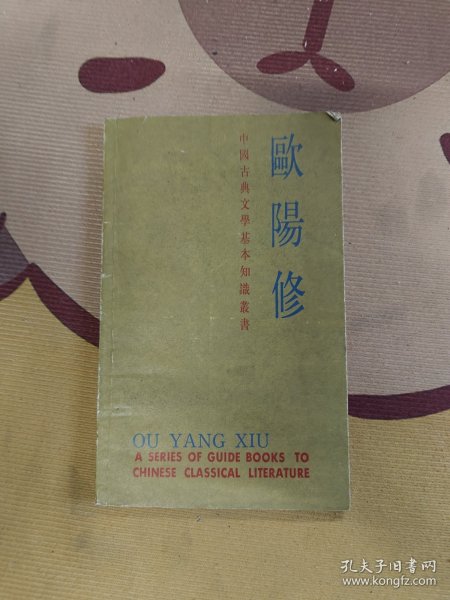 歐陽修
中國古典文學基本知識叢書
OU YANG XIU
A SERIES OF GUIDE BOOKS TO
CHINESE CLASSICAL LITERATURE
孔夫子旧书网
www.kongfz.com